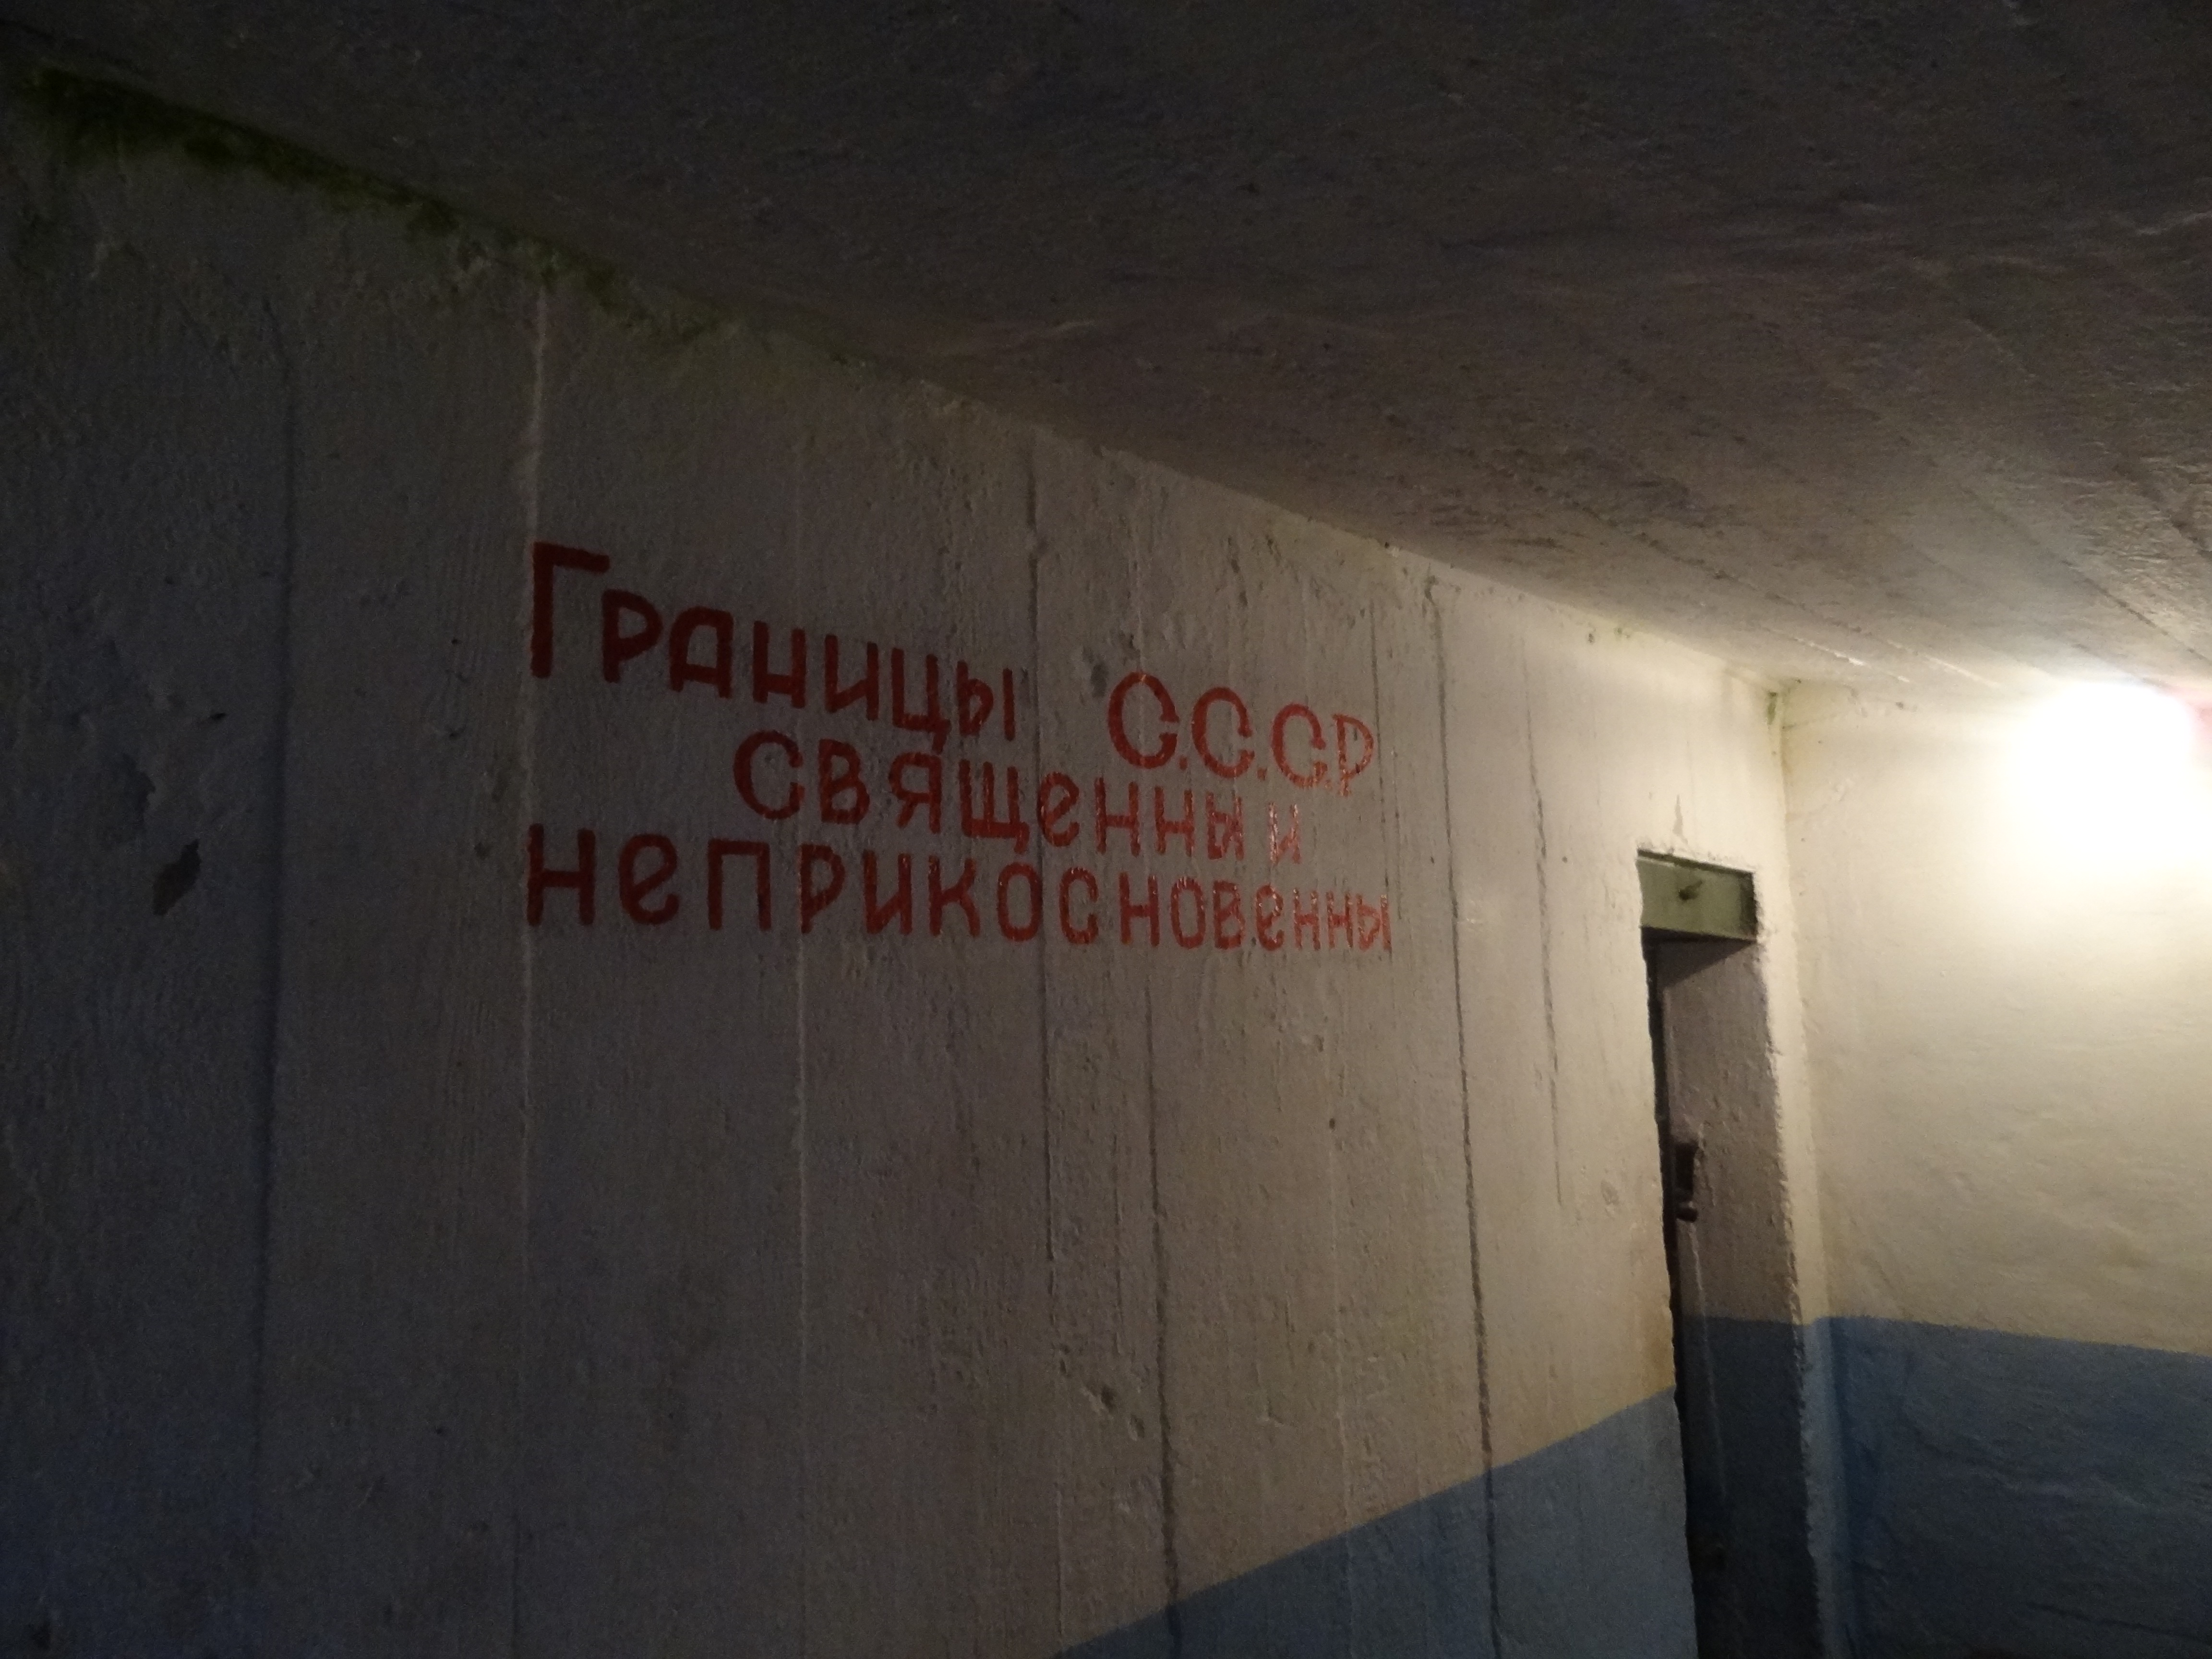 Границы С.С.С.Р
священны и
неприкосновенны